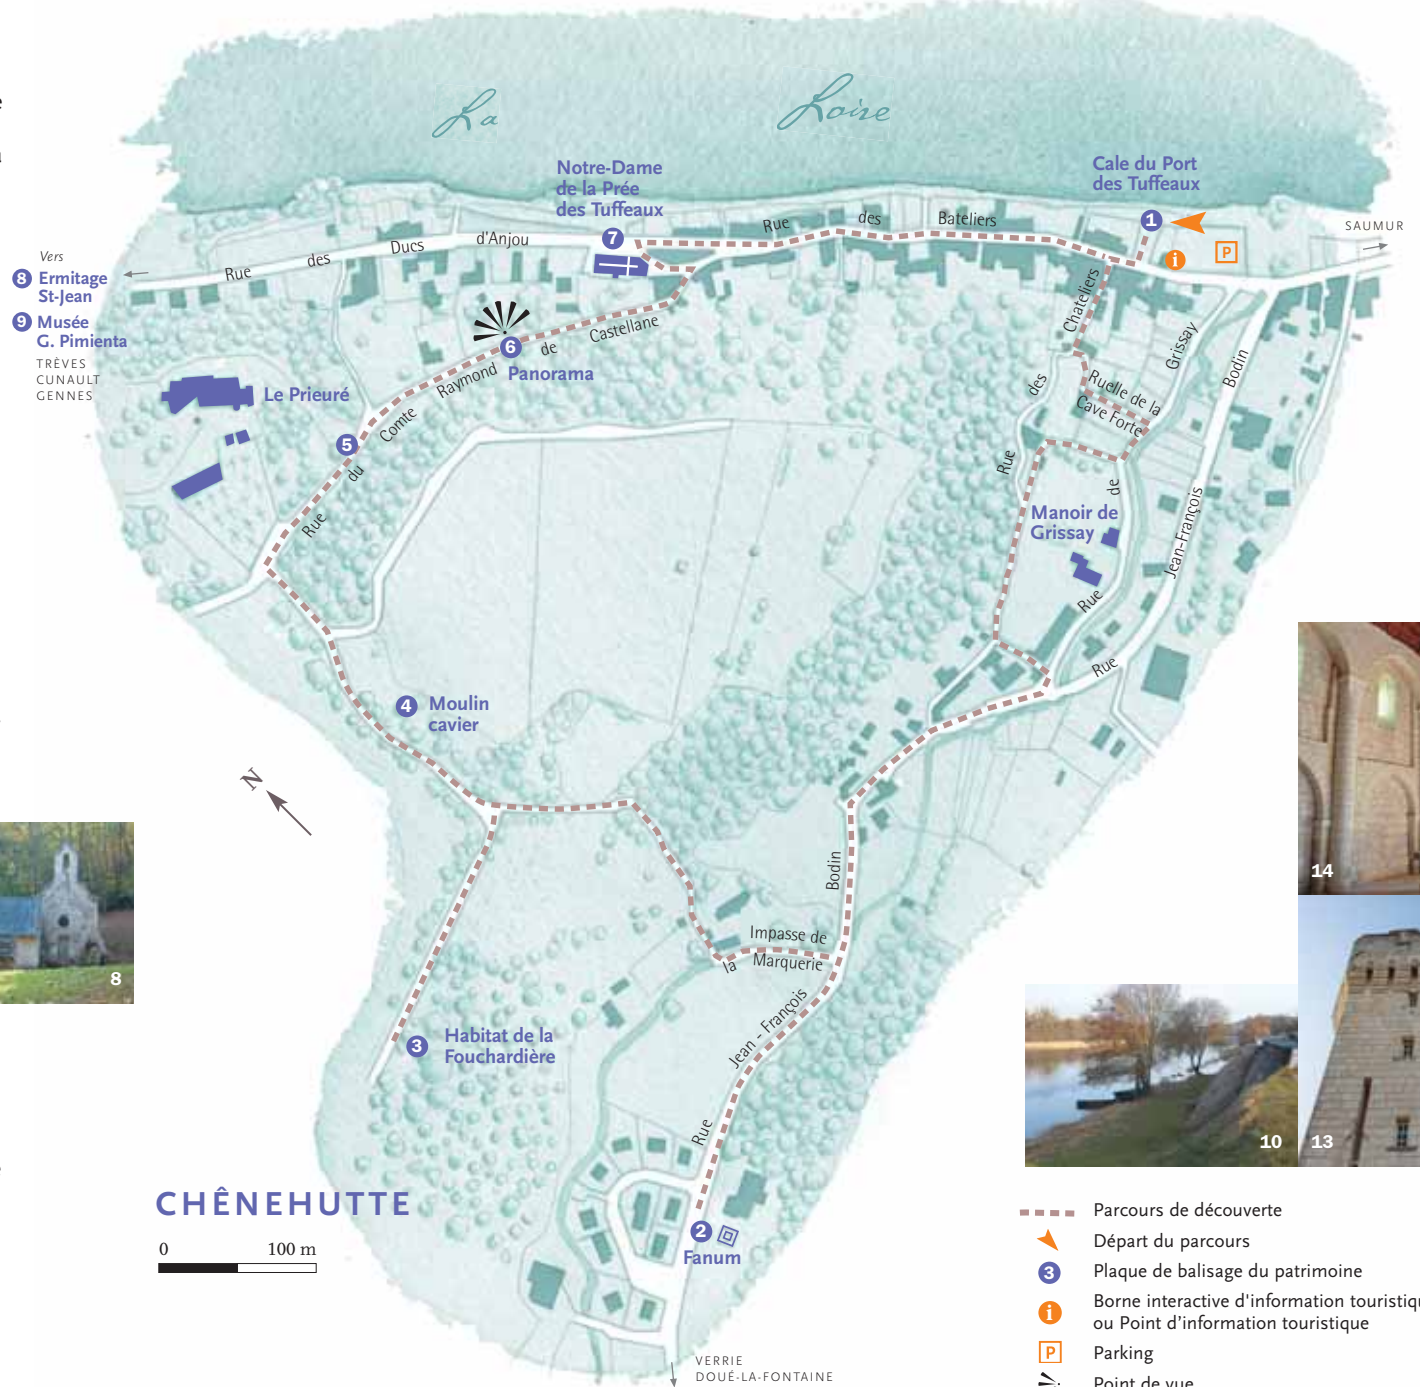 La Loire
Notre-Dame
de la Prée
des Tuffeaux
7
Cale du Port
des Tuffeaux
1
i
P
SAUMUR
Rue des Bateliers
Rue des Ducs d'Anjou
Vers
8 Ermitage
St-Jean
9 Musée
G. Pimienta
TRÈVES
CUNAULT
GENNES
Le Prieuré
6
Panorama
5
Rue du Comte Raymond de Castellane
Rue des Chateliers
Ruelle de la
Cave Forte
Rue de Grissay
Rue Jean-François Bodin
Manoir de
Grissay
N
4 Moulin
cavier
Bodin
Impasse de
la Marquerie
3 Habitat de la
Fouchardière
Rue Jean - François
2
Fanum
VERRIE
DOUÉ-LA-FONTAINE
CHÊNEHUTTE
0 100 m
8
14
10
13
Parcours de découverte
Départ du parcours
3 Plaque de balisage du patrimoine
i Borne interactive d'information touristiqu
ou Point d'information touristique
P Parking
Point de vue